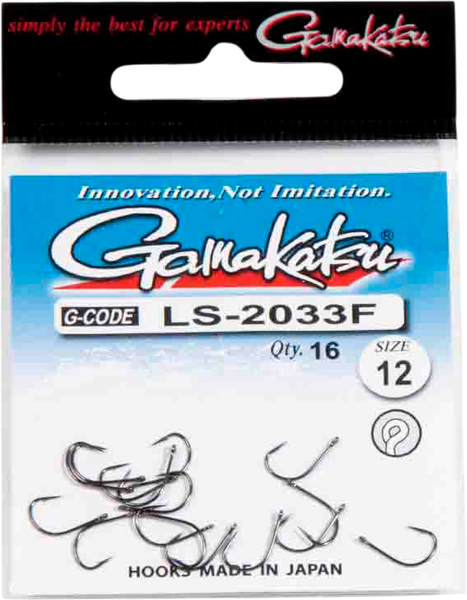 simply the best for experts
Gamakatsu
Innovation, Not Imitation.
Gamakatsu®
G-CODE LS-2033F
Qty. 16
SIZE
12
HOOKS MADE IN JAPAN